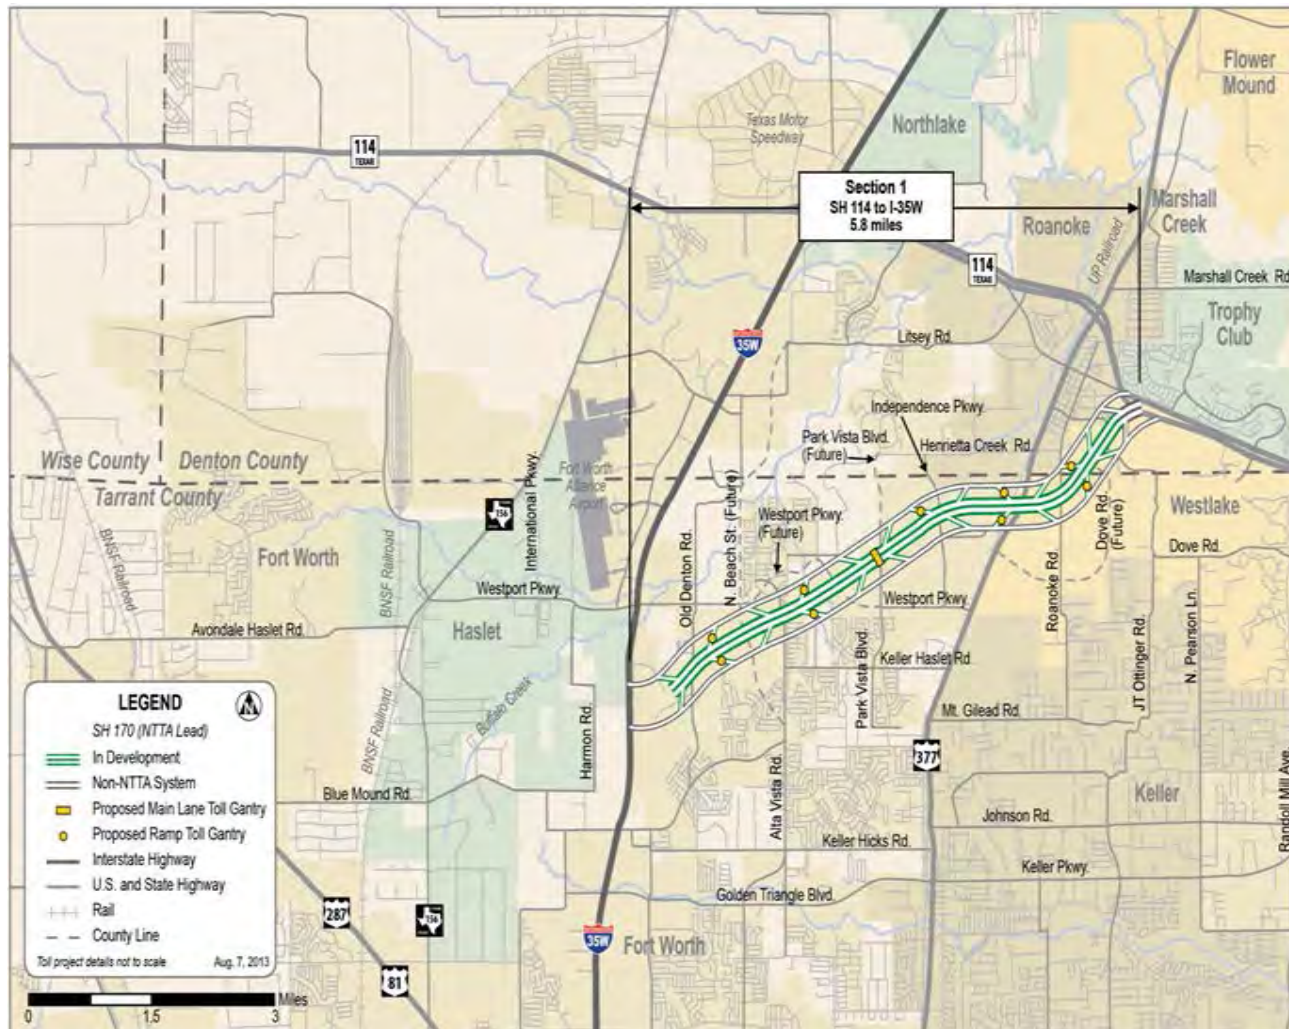 Flower
Mound
Northlake
Texas Motor
Speedway
114
TEXAS
Section 1
SH 114 to I-35W
5.8 miles
Marshall
Creek
Roanoke
UP Railroad
114
TEXAS
Marshall Creek Rd.
Trophy
Club
35W
Litsey Rd.
Independence Pkwy.
Park Vista Blvd.
(Future)
Henrietta Creek Rd.
Wise County
Denton County
Tarrant County
Fort Worth
Alliance
Airport
International Pkwy.
N. Beach St. (Future)
Old Denton Rd.
Westport Pkwy.
(Future)
Dove Rd.
(Future)
Westlake
156
BNSF Railroad
Fort Worth
BNSF Railroad
Dove Rd.
Westport Pkwy.
Westport Pkwy.
Roanoke Rd
Avondale Haslet Rd.
Haslet
Keller Haslet Rd.
Park Vista Blvd.
JT Ottinger Rd.
N. Pearson Ln.
Buffalo Creek
BNSF Railroad
Harmon Rd.
Mt. Gilead Rd.
377
Blue Mound Rd.
Alta Vista Rd.
Keller
Johnson Rd.
Randoll Mill Ave
Keller Hicks Rd.
Keller Pkwy.
Golden Triangle Blvd.
287
156
35W
Fort Worth
81
LEGEND
SH 170 (NTTA Lead)
In Development
Non-NTTA System
Proposed Main Lane Toll Gantry
Proposed Ramp Toll Gantry
Interstate Highway
U.S. and State Highway
Rail
County Line
Toll project details not to scale
Aug. 7, 2013
Miles
0 1.5 3